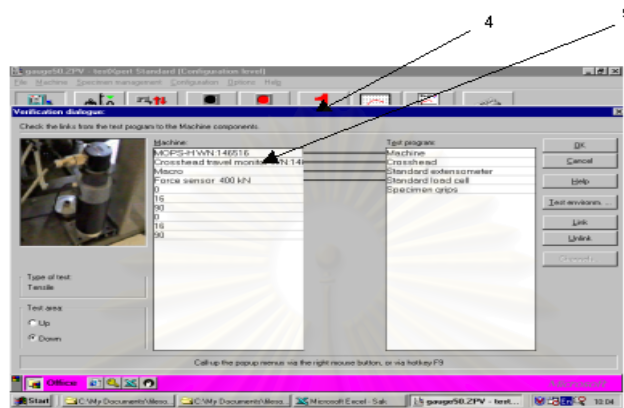 4
gauge50.ZPV - testXpert Standard (Configuration level)
File Machine Specimen management Configuration Options Help
Verification dialogue:
Check the links from the test program to the Machine components.
Machine:
MOPS-H WN:146516
Crosshead travel monitor WN:146
Macro
Force sensor 400 kN
0
16
90
0
16
90
Test program:
Machine
Crosshead
Standard extensometer
Standard load cell
Specimen grips
OK
Cancel
Help
Test environm. ...
Link
Unlink
Type of test:
Tensile
Test area:
Up
Down
Call up the popup menus via the right mouse button, or via hotkey F9
Office
Microsoft
Start
C:\My Documents\
C:\My Documents\
Microsoft Excel - Sak
gauge50.ZPV - test...
10:04